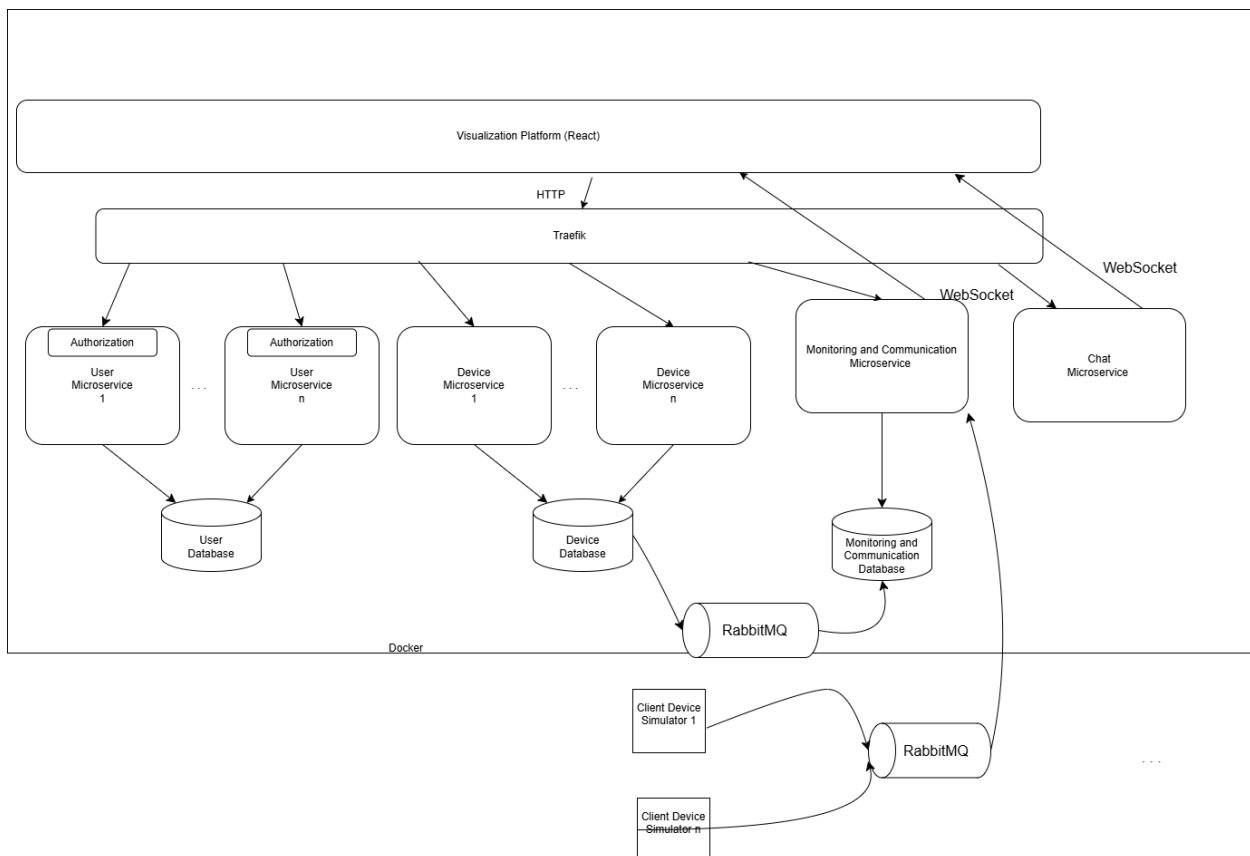 Visualization Platform (React)
HTTP
Traefik
WebSocket
WebSocket
Authorization
User
Microservice
1
. . .
Authorization
User
Microservice
n
Device
Microservice
1
. . .
Device
Microservice
n
Monitoring and Communication
Microservice
Chat
Microservice
User
Database
Device
Database
Monitoring and
Communication
Database
RabbitMQ
Docker
Client Device
Simulator 1
RabbitMQ
. . .
Client Device
Simulator n